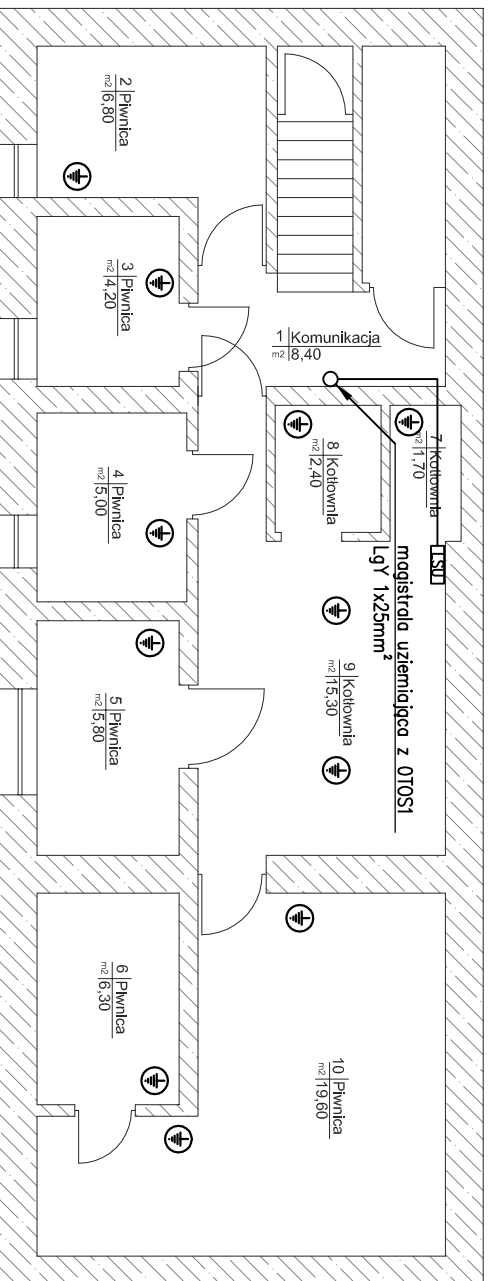 1 Komunikacja
m2 8,40
2 Piwnica
m2 6,80
3 Piwnica
m2 4,20
4 Piwnica
m2 5,00
5 Piwnica
m2 5,80
6 Piwnica
m2 6,30
7 Kotłownia
m2 1,70
8 Kotłownia
m2 2,40
9 Kotłownia
m2 15,30
10 Piwnica
m2 19,60
LSU
magistrala uziemiająca z 0TOS1
LgY 1x25mm²